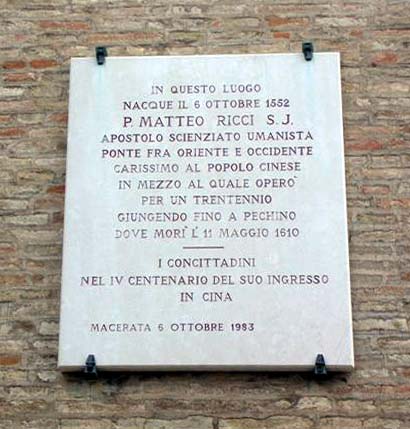 IN QUESTO LUOGO
NACQUE IL 6 OTTOBRE 1552
P. MATTEO RICCI S. J.
APOSTOLO SCIENZIATO UMANISTA
PONTE FRA ORIENTE E OCCIDENTE
CARISSIMO AL POPOLO CINESE
IN MEZZO AL QUALE OPERO'
PER UN TRENTENNIO
GIUNGENDO FINO A PECHINO
DOVE MORI' L' 11 MAGGIO 1610
I CONCITTADINI
NEL IV CENTENARIO DEL SUO INGRESSO
IN CINA
MACERATA 6 OTTOBRE 1983